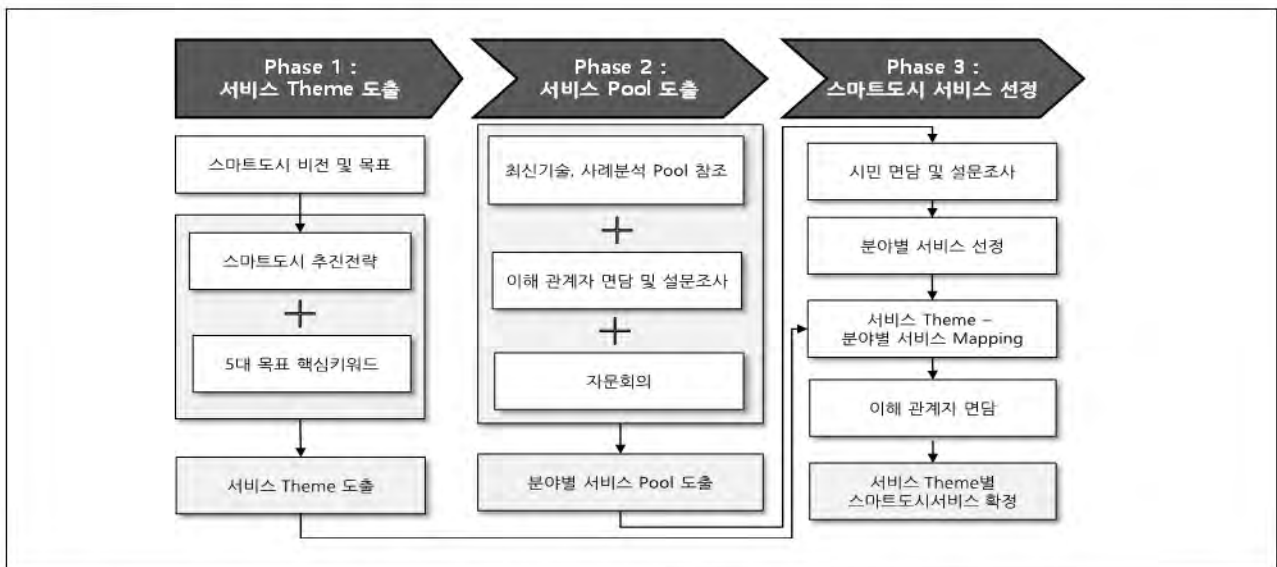 Phase 1 :
서비스 Theme 도출
스마트도시 비전 및 목표
스마트도시 추진전략
5대 목표 핵심키워드
서비스 Theme 도출
Phase 2 :
서비스 Pool 도출
최신기술, 사례분석 Pool 참조
이해 관계자 면담 및 설문조사
자문회의
분야별 서비스 Pool 도출
Phase 3 :
스마트도시 서비스 선정
시민 면담 및 설문조사
분야별 서비스 선정
서비스 Theme –
분야별 서비스 Mapping
이해 관계자 면담
서비스 Theme별
스마트도시서비스 확정